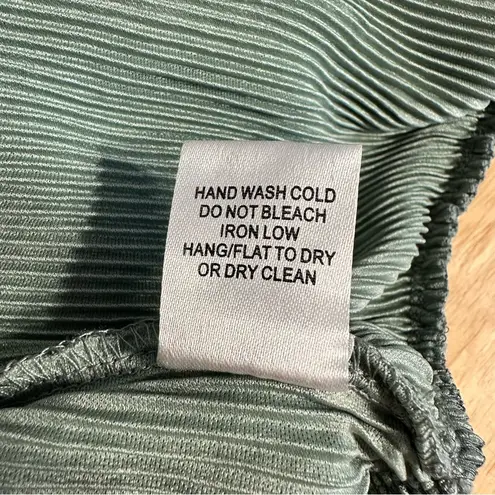 HAND WASH COLD
DO NOT BLEACH
IRON LOW
HANG/FLAT TO DRY
OR DRY CLEAN